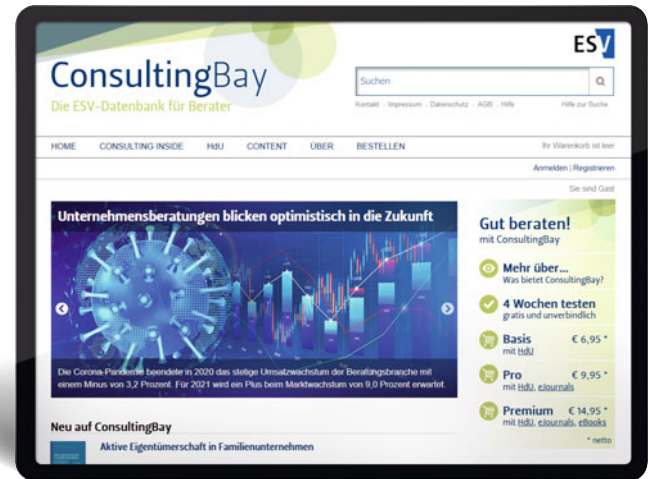 ESV
ConsultingBay
Die ESV-Datenbank für Berater
Suchen
Kontakt | Impressum | Datenschutz | AGB | Hilfe
Hilfe zur Suche
HOME CONSULTING INSIDE HdU CONTENT ÜBER BESTELLEN
Ihr Warenkorb ist leer
Anmelden | Registrieren
Sie sind Gast
Unternehmensberatungen blicken optimistisch in die Zukunft
Die Corona-Pandemie beendete in 2020 das stetige Umsatzwachstum der Beratungsbranche mit
einem Minus von 3,2 Prozent. Für 2021 wird ein Plus beim Marktwachstum von 9,0 Prozent erwartet.
Gut beraten!
mit ConsultingBay
Mehr über...
Was bietet ConsultingBay?
4 Wochen testen
gratis und unverbindlich
Basis € 6,95 *
mit HdU
Pro € 9,95 *
mit HdU, eJournals
Premium € 14,95 *
mit HdU, eJournals, eBooks
* netto
Neu auf ConsultingBay
Aktive Eigentümerschaft in Familienunternehmen